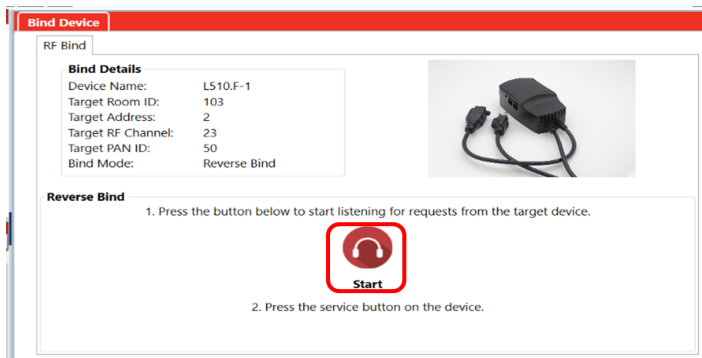 Bind Device
RF Bind
Bind Details
Device Name: L510.F-1
Target Room ID: 103
Target Address: 2
Target RF Channel: 23
Target PAN ID: 50
Bind Mode: Reverse Bind
Reverse Bind
1. Press the button below to start listening for requests from the target device.
Start
2. Press the service button on the device.